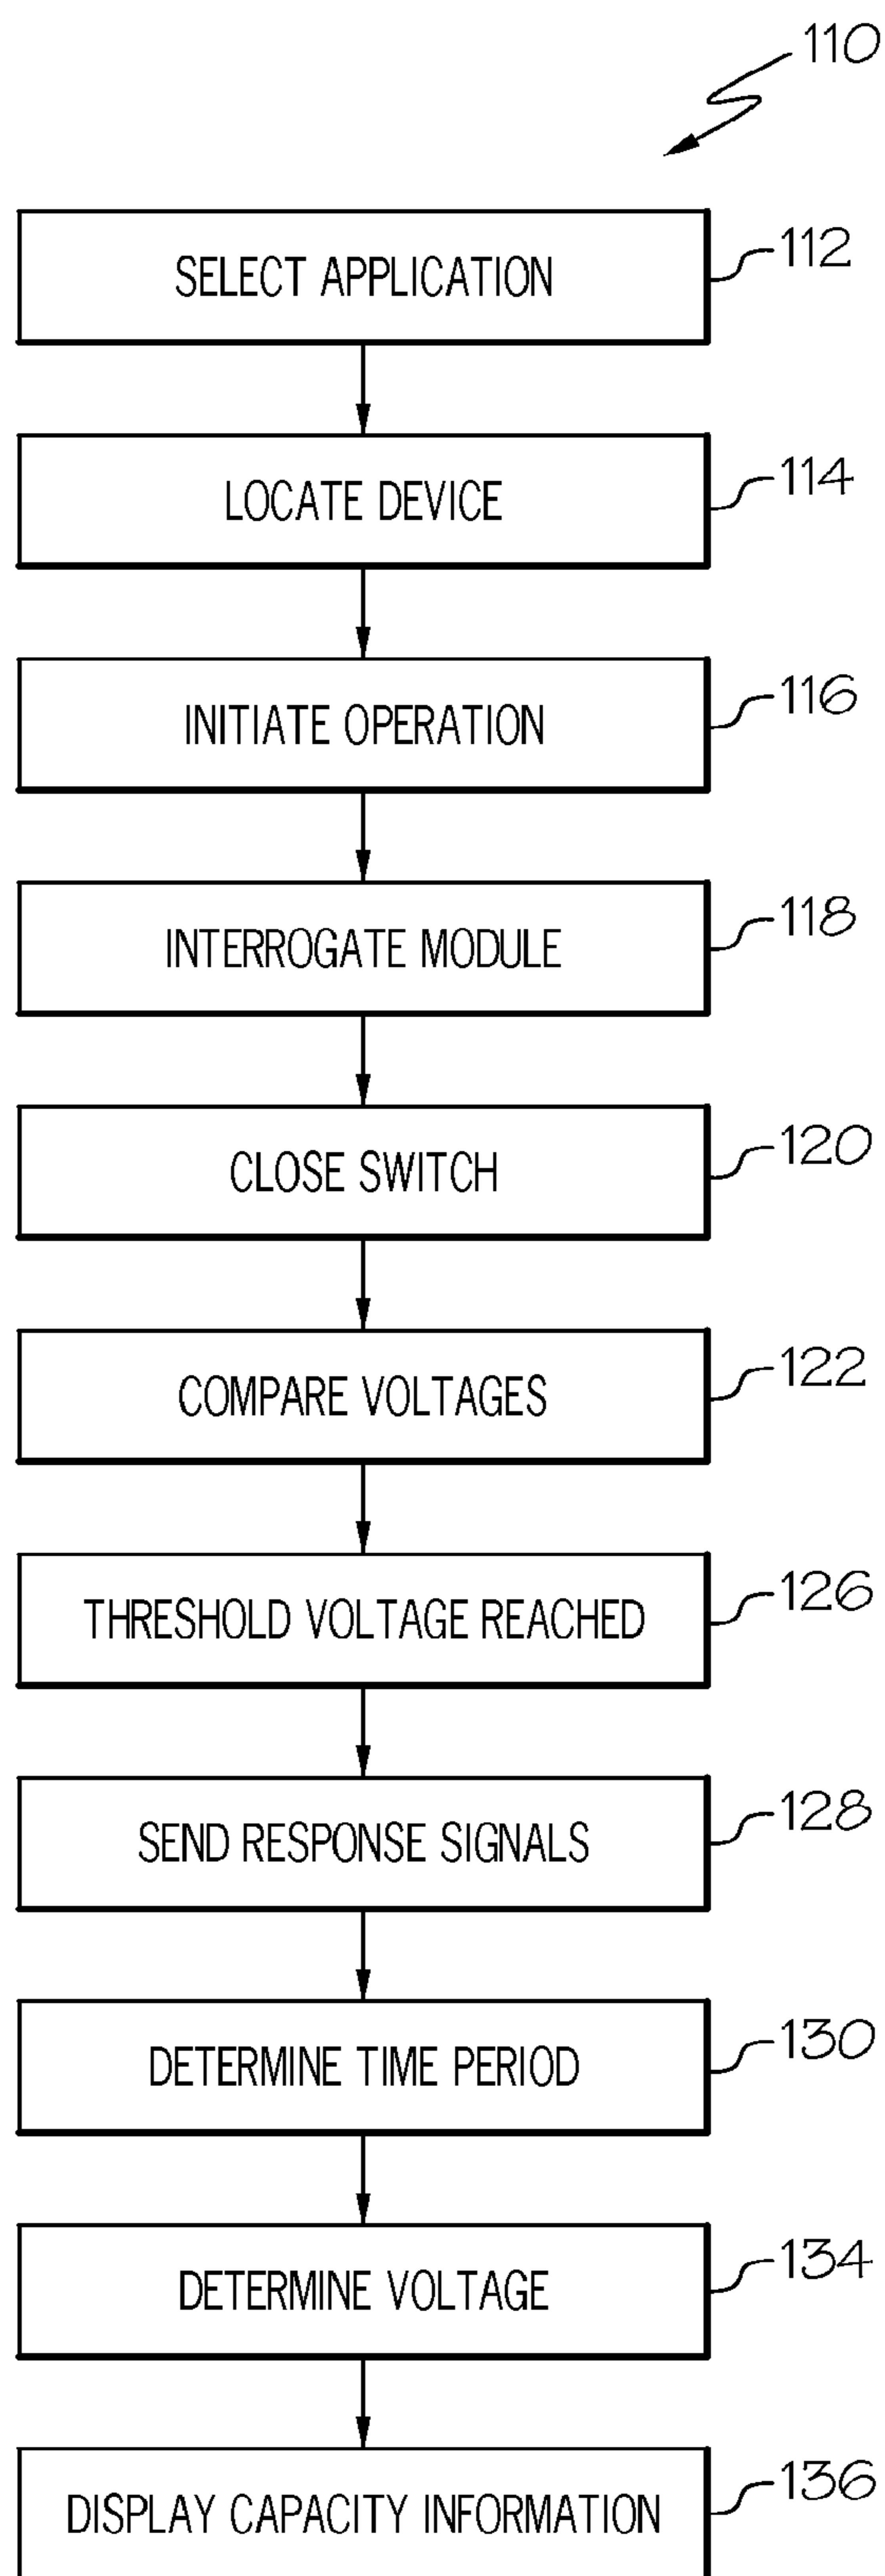 110
SELECT APPLICATION
112
LOCATE DEVICE
114
INITIATE OPERATION
116
INTERROGATE MODULE
118
CLOSE SWITCH
120
COMPARE VOLTAGES
122
THRESHOLD VOLTAGE REACHED
126
SEND RESPONSE SIGNALS
128
DETERMINE TIME PERIOD
130
DETERMINE VOLTAGE
134
DISPLAY CAPACITY INFORMATION
136